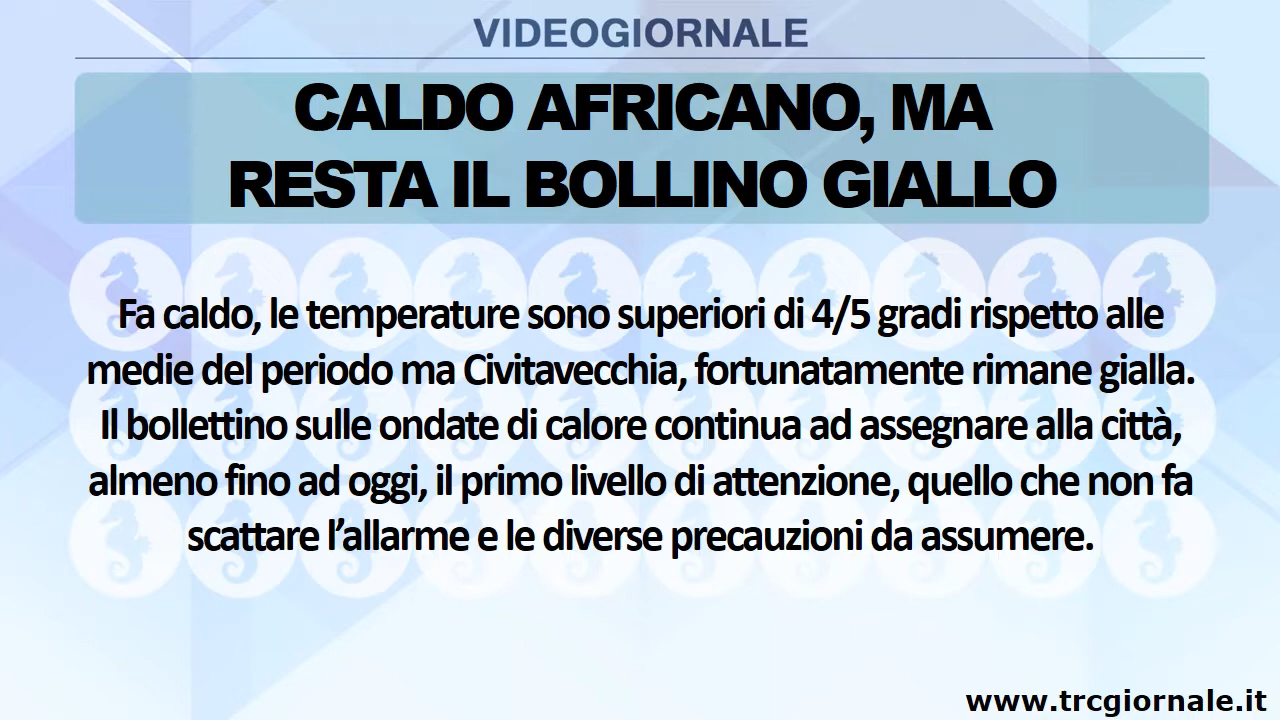 VIDEOGIORNALE
CALDO AFRICANO, MA
RESTA IL BOLLINO GIALLO
Fa caldo, le temperature sono superiori di 4/5 gradi rispetto alle
medie del periodo ma Civitavecchia, fortunatamente rimane gialla.
Il bollettino sulle ondate di calore continua ad assegnare alla città,
almeno fino ad oggi, il primo livello di attenzione, quello che non fa
scattare l’allarme e le diverse precauzioni da assumere.
www.trcgiornale.it